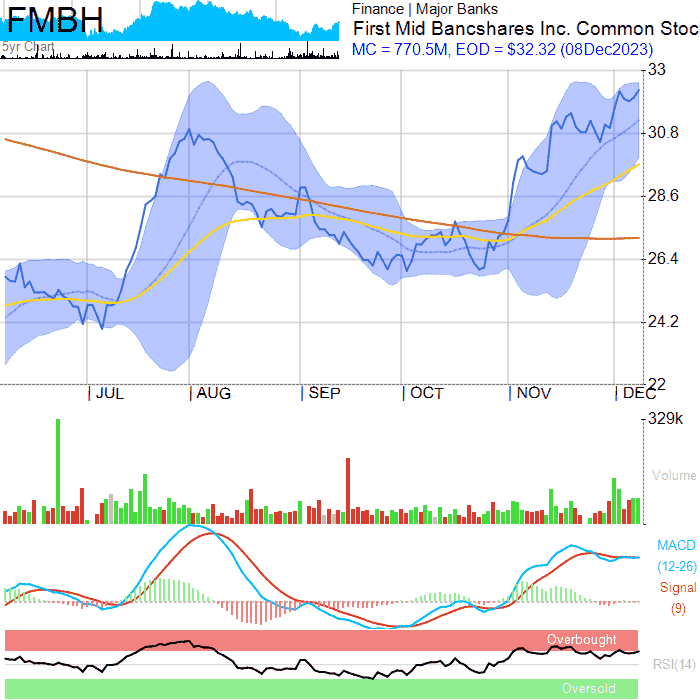 FMBH
5yr Chart
Finance | Major Banks
First Mid Bancshares Inc. Common Stoc
MC = 770.5M, EOD = $32.32 (08Dec2023)
33
30.8
28.6
26.4
24.2
22
JUL
AUG
SEP
OCT
NOV
DEC
329k
Volume
MACD
(12-26)
Signal
(9)
Overbought
RSI(14)
Oversold